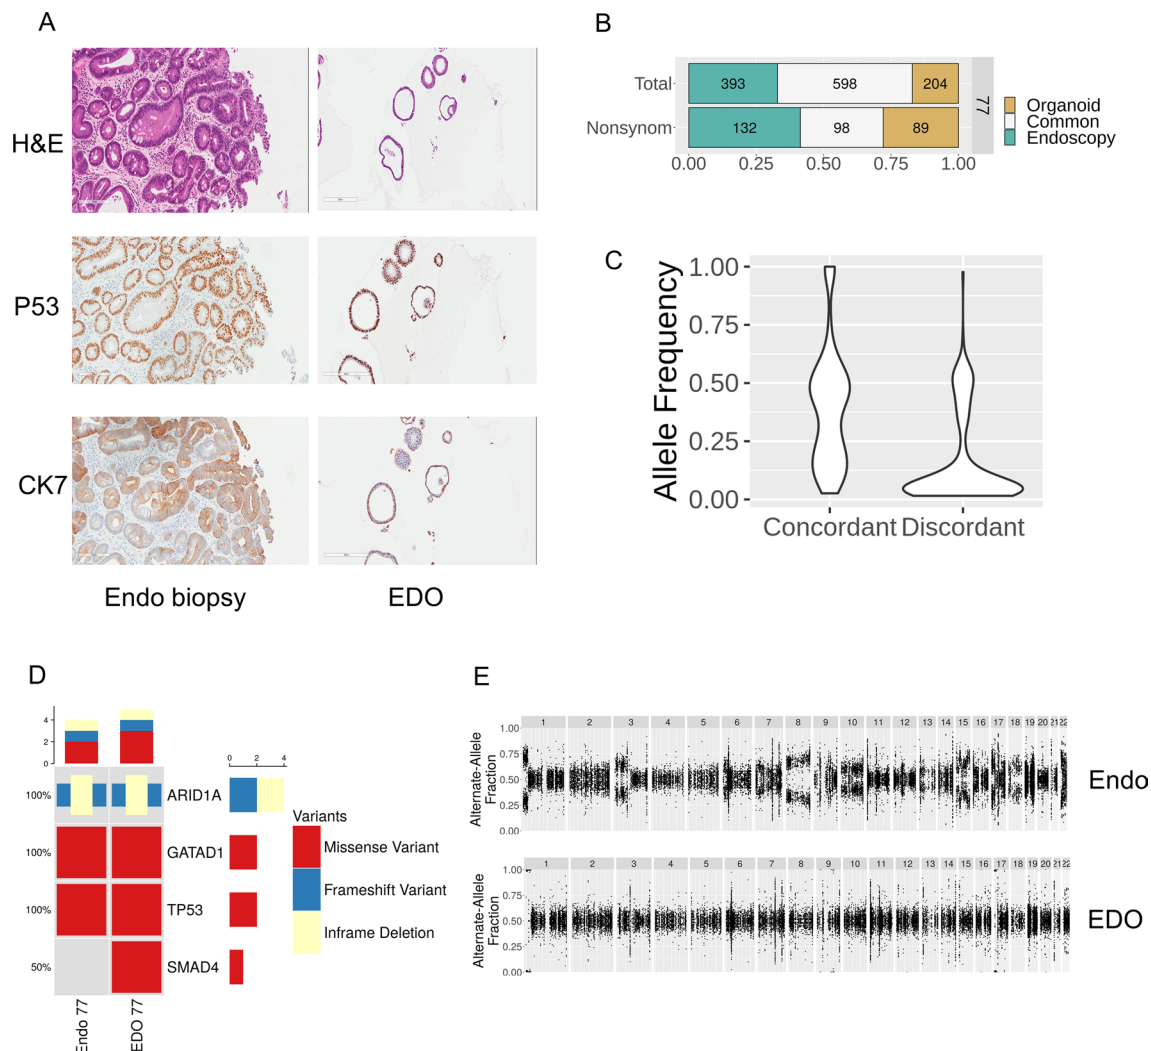 A
H&E
P53
CK7
Endo biopsy
EDO
B
Total
Nonsynom
393
598
204
132
98
89
77
0.00
0.25
0.50
0.75
1.00
Organoid
Common
Endoscopy
C
Allele Frequency
1.00
0.75
0.50
0.25
0.00
Concordant
Discordant
D
4
2
0
0 2 4
100%
ARID1A
100%
GATAD1
100%
TP53
50%
SMAD4
Endo 77
EDO 77
Variants
Missense Variant
Frameshift Variant
Inframe Deletion
E
Alternate-Allele
Fraction
1.00
0.75
0.50
0.25
0.00
1 2 3 4 5 6 7 8 9 10 11 12 13 14 15 16 17 18 19 20 21 22
Endo
Alternate-Allele
Fraction
1.00
0.75
0.50
0.25
0.00
1 2 3 4 5 6 7 8 9 10 11 12 13 14 15 16 17 18 19 20 21 22
EDO